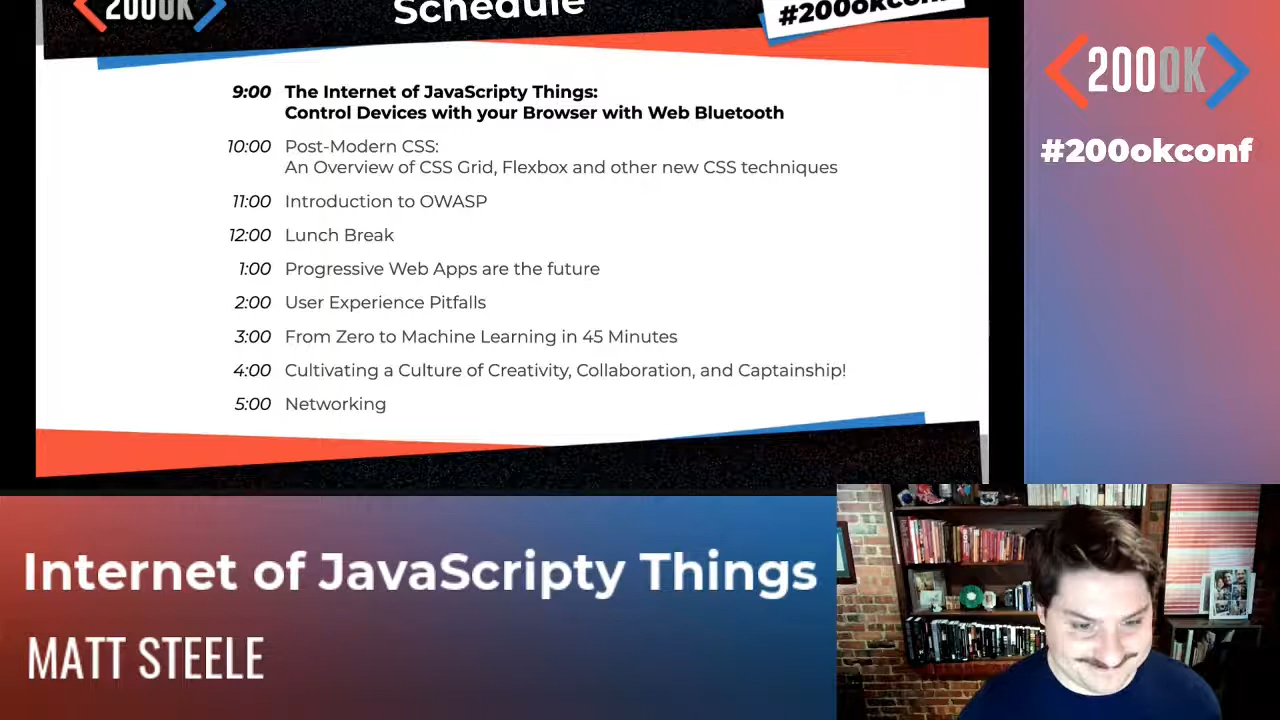 200OK
Schedule
#200okconf
200OK
#200okconf
9:00 The Internet of JavaScripty Things:
Control Devices with your Browser with Web Bluetooth
10:00 Post-Modern CSS:
An Overview of CSS Grid, Flexbox and other new CSS techniques
11:00 Introduction to OWASP
12:00 Lunch Break
1:00 Progressive Web Apps are the future
2:00 User Experience Pitfalls
3:00 From Zero to Machine Learning in 45 Minutes
4:00 Cultivating a Culture of Creativity, Collaboration, and Captainship!
5:00 Networking
Internet of JavaScripty Things
MATT STEELE